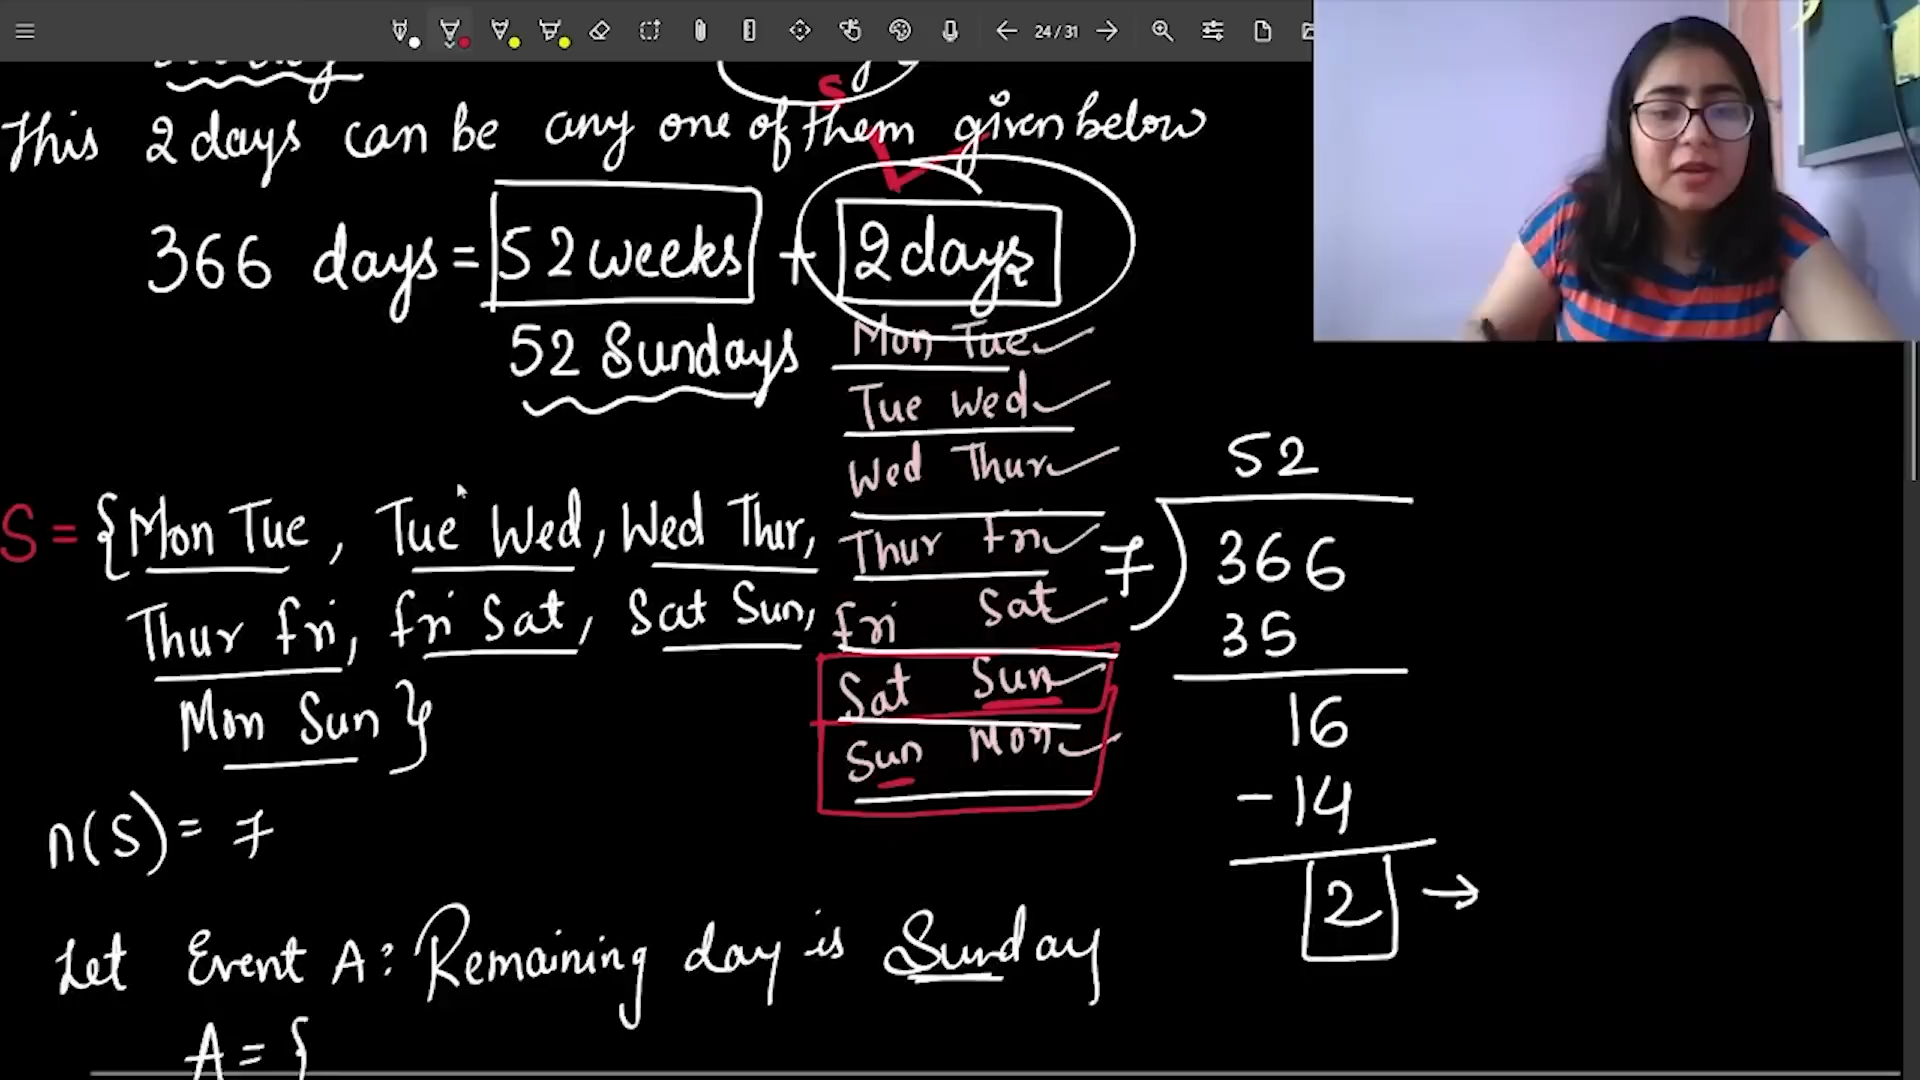 24/31
This 2 days can be any one of them given below
s
366 days = 52 weeks + 2 days
52 Sundays
Mon Tue
Tue Wed
Wed Thur
Thur Fri
Fri Sat
Sat Sun
Sun Mon
S = {Mon Tue, Tue Wed, Wed Thur,
Thur Fri, Fri Sat, Sat Sun,
Mon Sun}
n(S) = 7
52
7 366
35
16
-14
2 →
Let Event A: Remaining day is Sunday
A = {